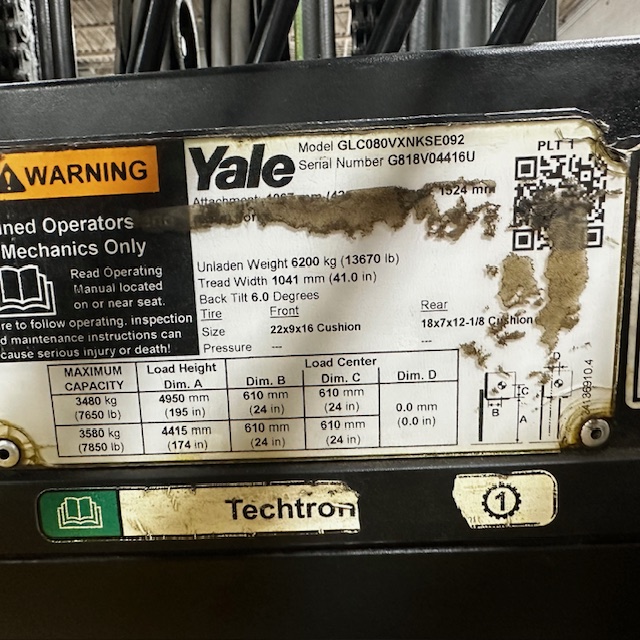 WARNING
ined Operators
Mechanics Only
Read Operating
Manual located
on or near seat.
re to follow operating, inspection
d maintenance instructions can
cause serious injury or death!
Yale
Model GLC080VXNKSE092
Serial Number G818V04416U
PLT 1
Attachment
1524 mm
Unladen Weight 6200 kg (13670 lb)
Tread Width 1041 mm (41.0 in)
Back Tilt 6.0 Degrees
Tire Front Rear
Size 22x9x16 Cushion 18x7x12-1/8 Cushion
Pressure --- ---
MAXIMUM CAPACITY Load Height Dim. A Load Center Dim. B Dim. C Dim. D
3480 kg 4950 mm 610 mm 610 mm
(7650 lb) (195 in) (24 in) (24 in)
0.0 mm
(0.0 in)
3580 kg 4415 mm 610 mm 610 mm
(7850 lb) (174 in) (24 in) (24 in)
D
B
C
A
4136910.4
Techtron
1